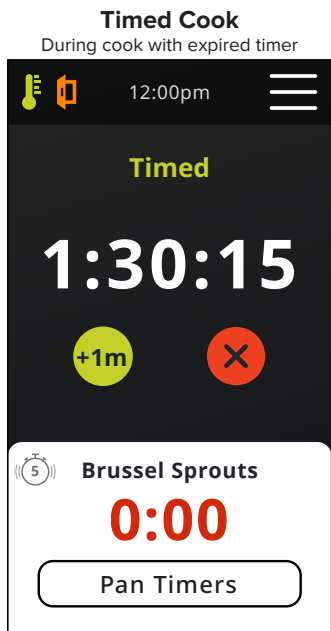 Timed Cook
During cook with expired timer
12:00pm
Timed
1:30:15
+1m
5
Brussel Sprouts
0:00
Pan Timers